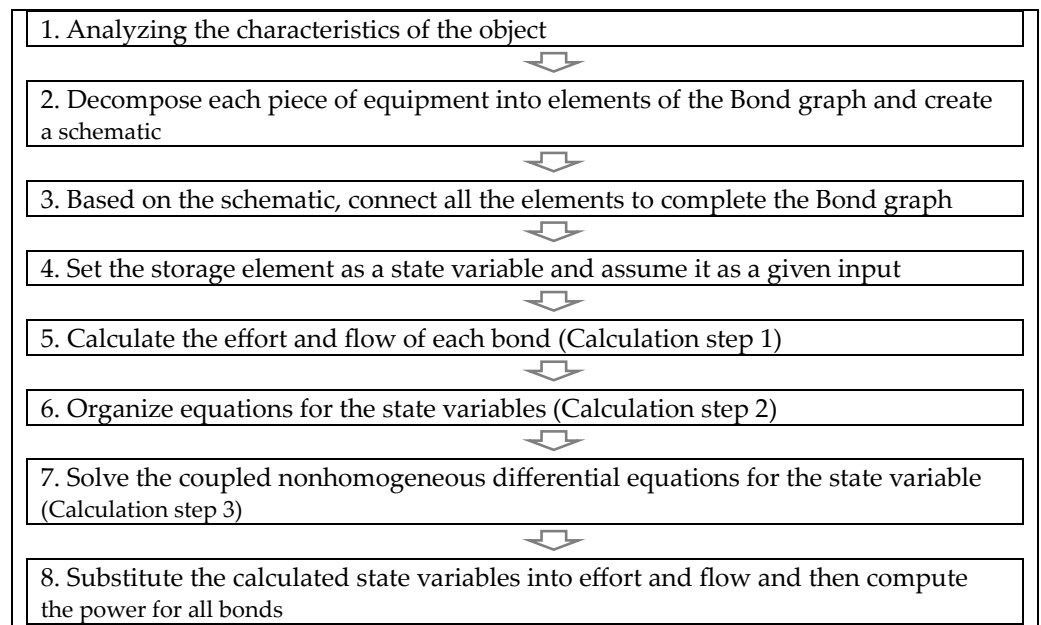 1. Analyzing the characteristics of the object
2. Decompose each piece of equipment into elements of the Bond graph and create
a schematic
3. Based on the schematic, connect all the elements to complete the Bond graph
4. Set the storage element as a state variable and assume it as a given input
5. Calculate the effort and flow of each bond (Calculation step 1)
6. Organize equations for the state variables (Calculation step 2)
7. Solve the coupled nonhomogeneous differential equations for the state variable
(Calculation step 3)
8. Substitute the calculated state variables into effort and flow and then compute
the power for all bonds